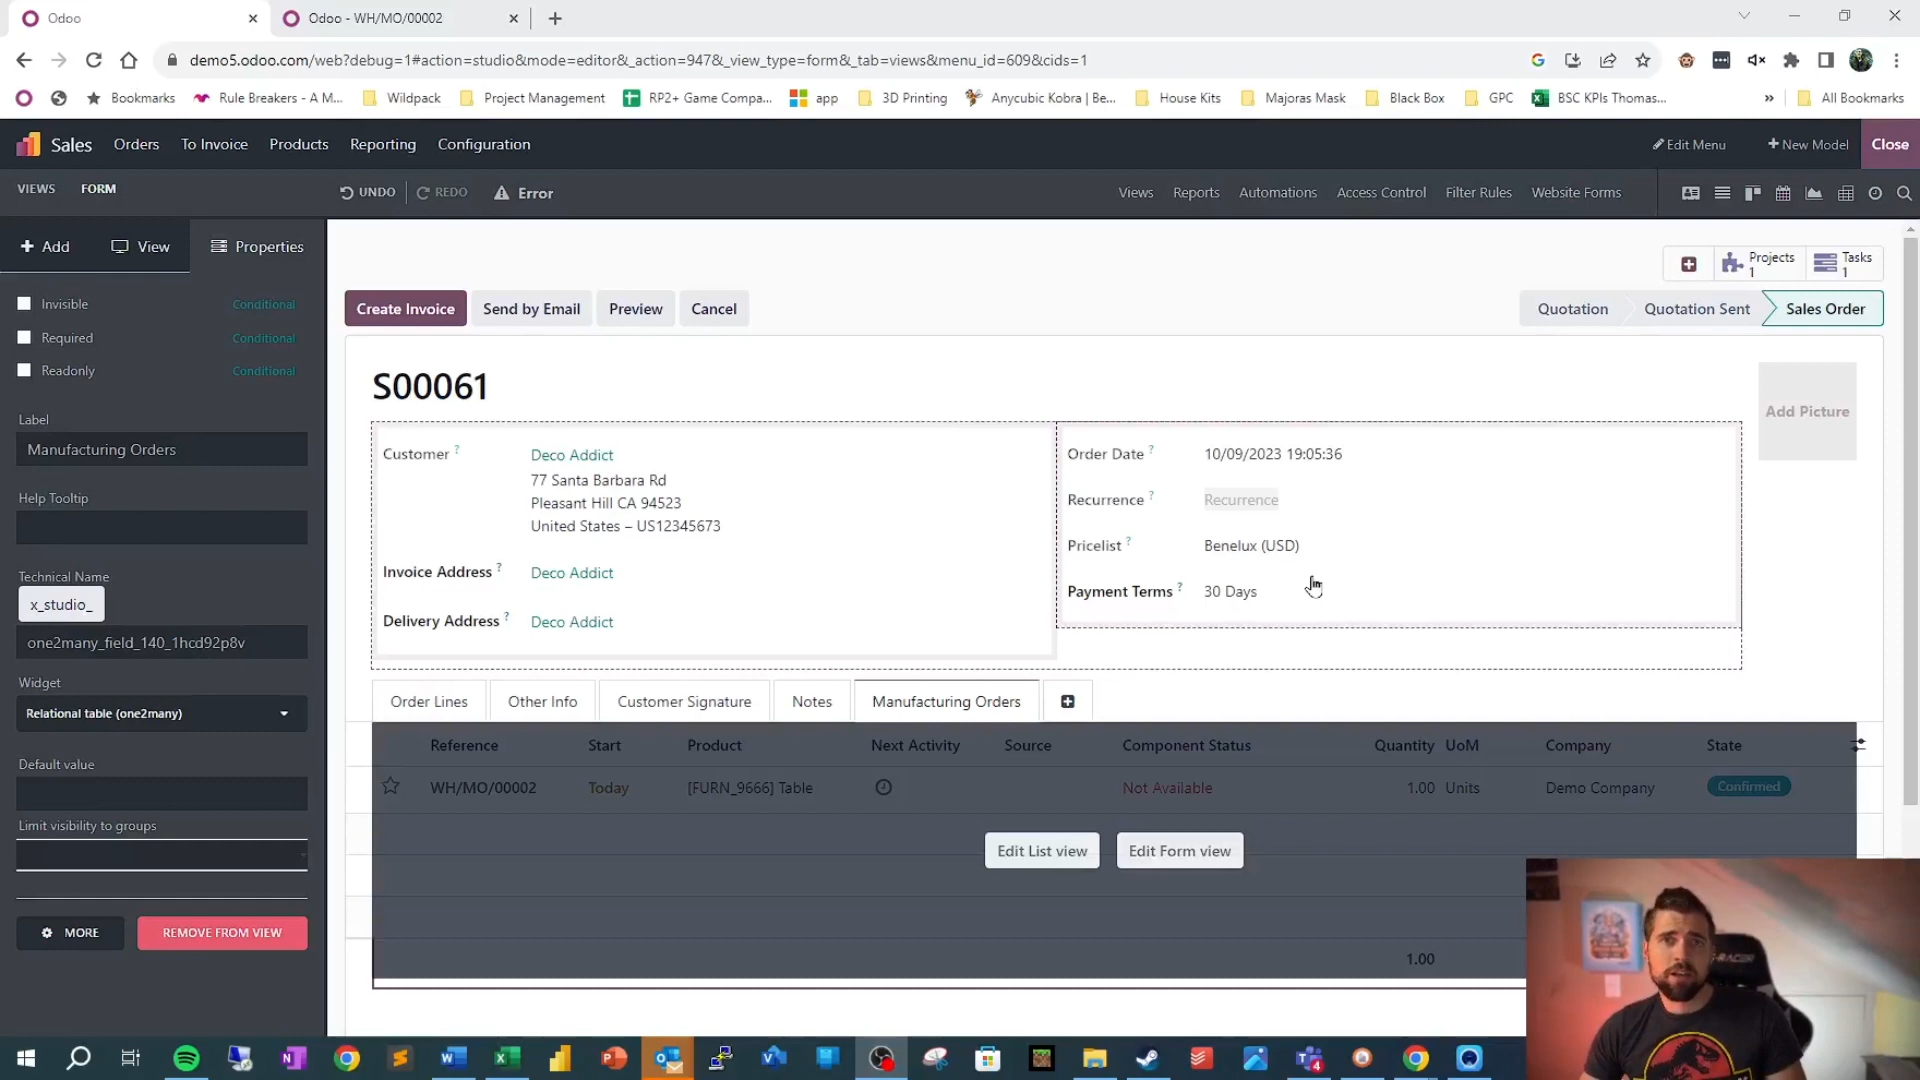 Odoo
Odoo - WH/MO/00002
demo5.odoo.com/web?debug=1#action=studio&mode=editor&_action=947&_view_type=form&_tab=views&menu_id=609&cids=1
Bookmarks
Rule Breakers - A M...
Wildpack
Project Management
RP2+ Game Compa...
app
3D Printing
Anycubic Kobra | Be...
House Kits
Majoras Mask
Black Box
GPC
BSC KPIs Thomas...
All Bookmarks
Sales
Orders
To Invoice
Products
Reporting
Configuration
Edit Menu
New Model
Close
VIEWS
FORM
UNDO
REDO
Error
Views
Reports
Automations
Access Control
Filter Rules
Website Forms
Add
View
Properties
Projects
1
Tasks
1
Invisible
Conditional
Required
Conditional
Readonly
Conditional
Label
Manufacturing Orders
Help Tooltip
Technical Name
x_studio_
one2many_field_140_1hcd92p8v
Widget
Relational table (one2many)
Default value
Limit visibility to groups
MORE
REMOVE FROM VIEW
Create Invoice
Send by Email
Preview
Cancel
Quotation
Quotation Sent
Sales Order
S00061
Add Picture
Customer ?
Deco Addict
77 Santa Barbara Rd
Pleasant Hill CA 94523
United States – US12345673
Invoice Address ?
Deco Addict
Delivery Address ?
Deco Addict
Order Date ?
10/09/2023 19:05:36
Recurrence ?
Recurrence
Pricelist ?
Benelux (USD)
Payment Terms ?
30 Days
Order Lines
Other Info
Customer Signature
Notes
Manufacturing Orders
Reference
Start
Product
Next Activity
Source
Component Status
Quantity
UoM
Company
State
WH/MO/00002
Today
[FURN_9666] Table
Not Available
1.00
Units
Demo Company
Confirmed
Edit List view
Edit Form view
1.00